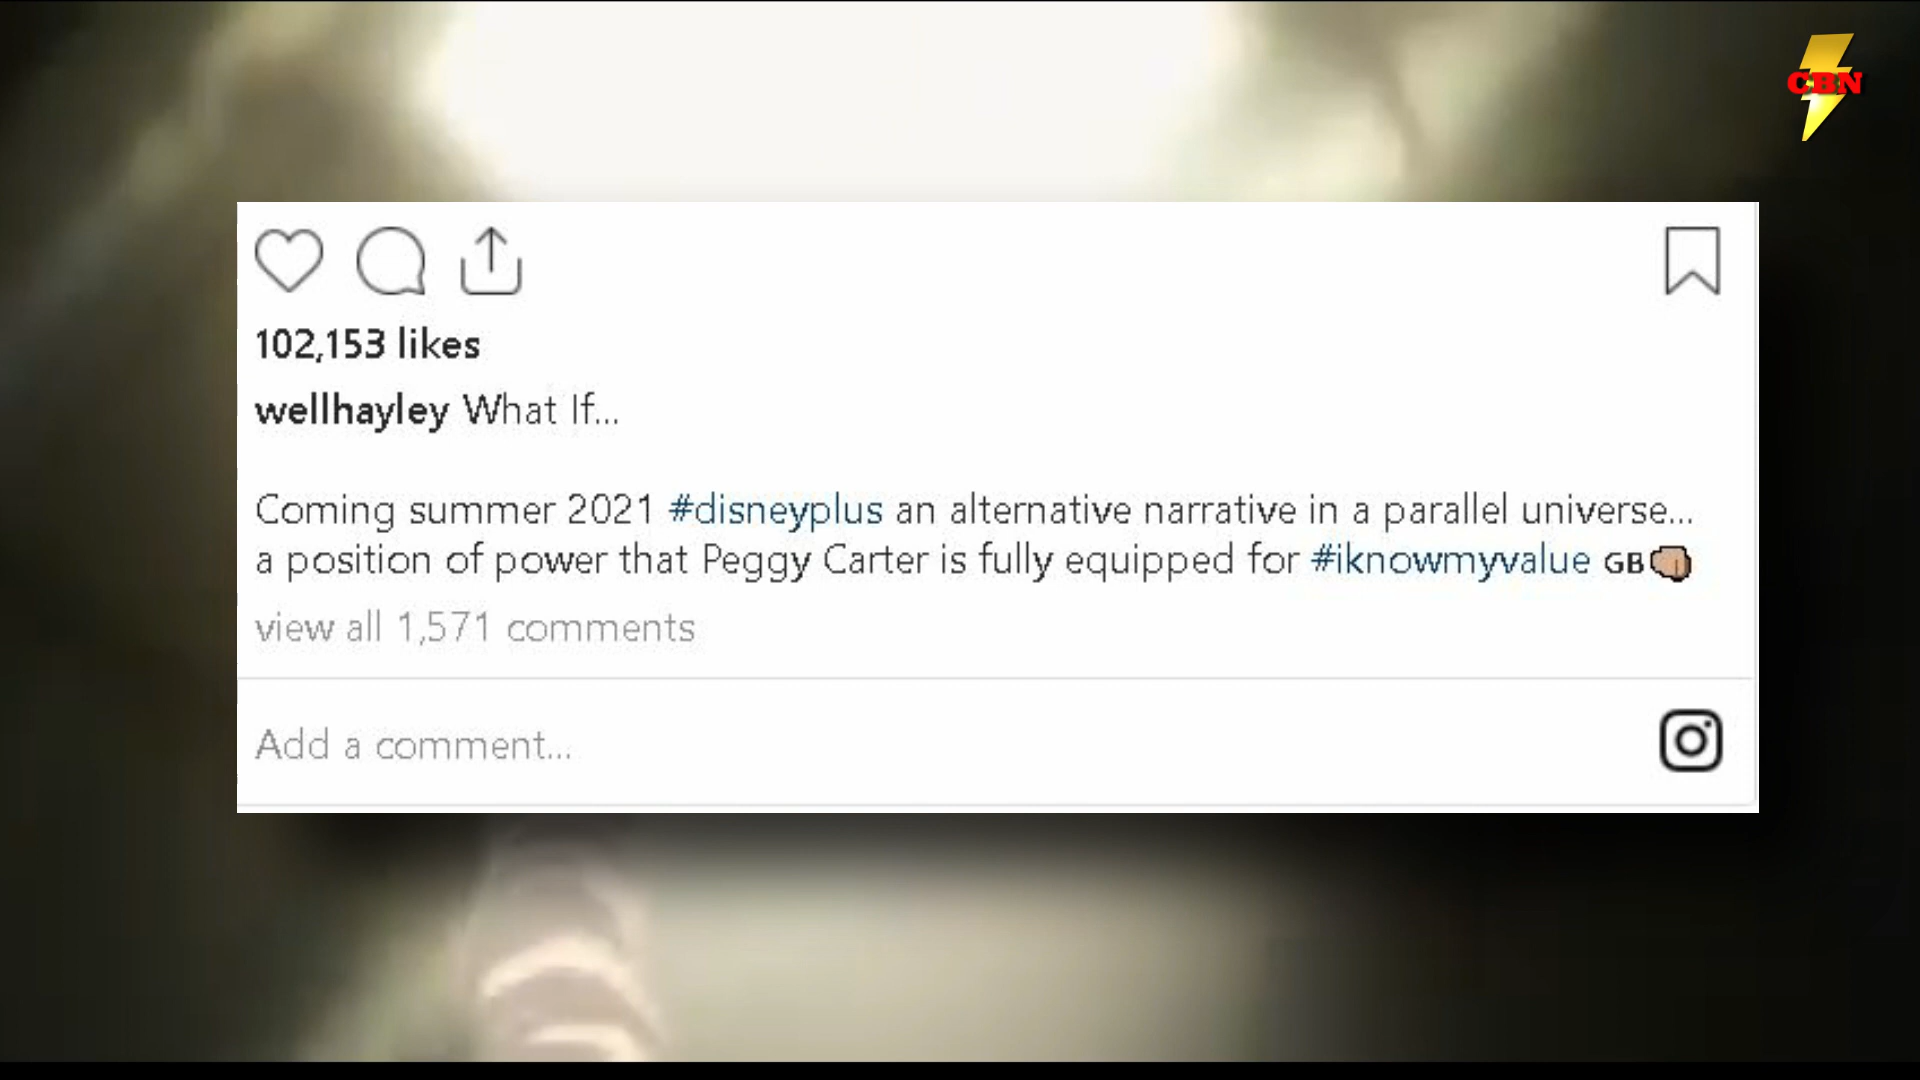 CBN
102,153 likes
wellhayley What If...
Coming summer 2021 #disneyplus an alternative narrative in a parallel universe...
a position of power that Peggy Carter is fully equipped for #iknowmyvalue GB👊🏼
view all 1,571 comments
Add a comment...